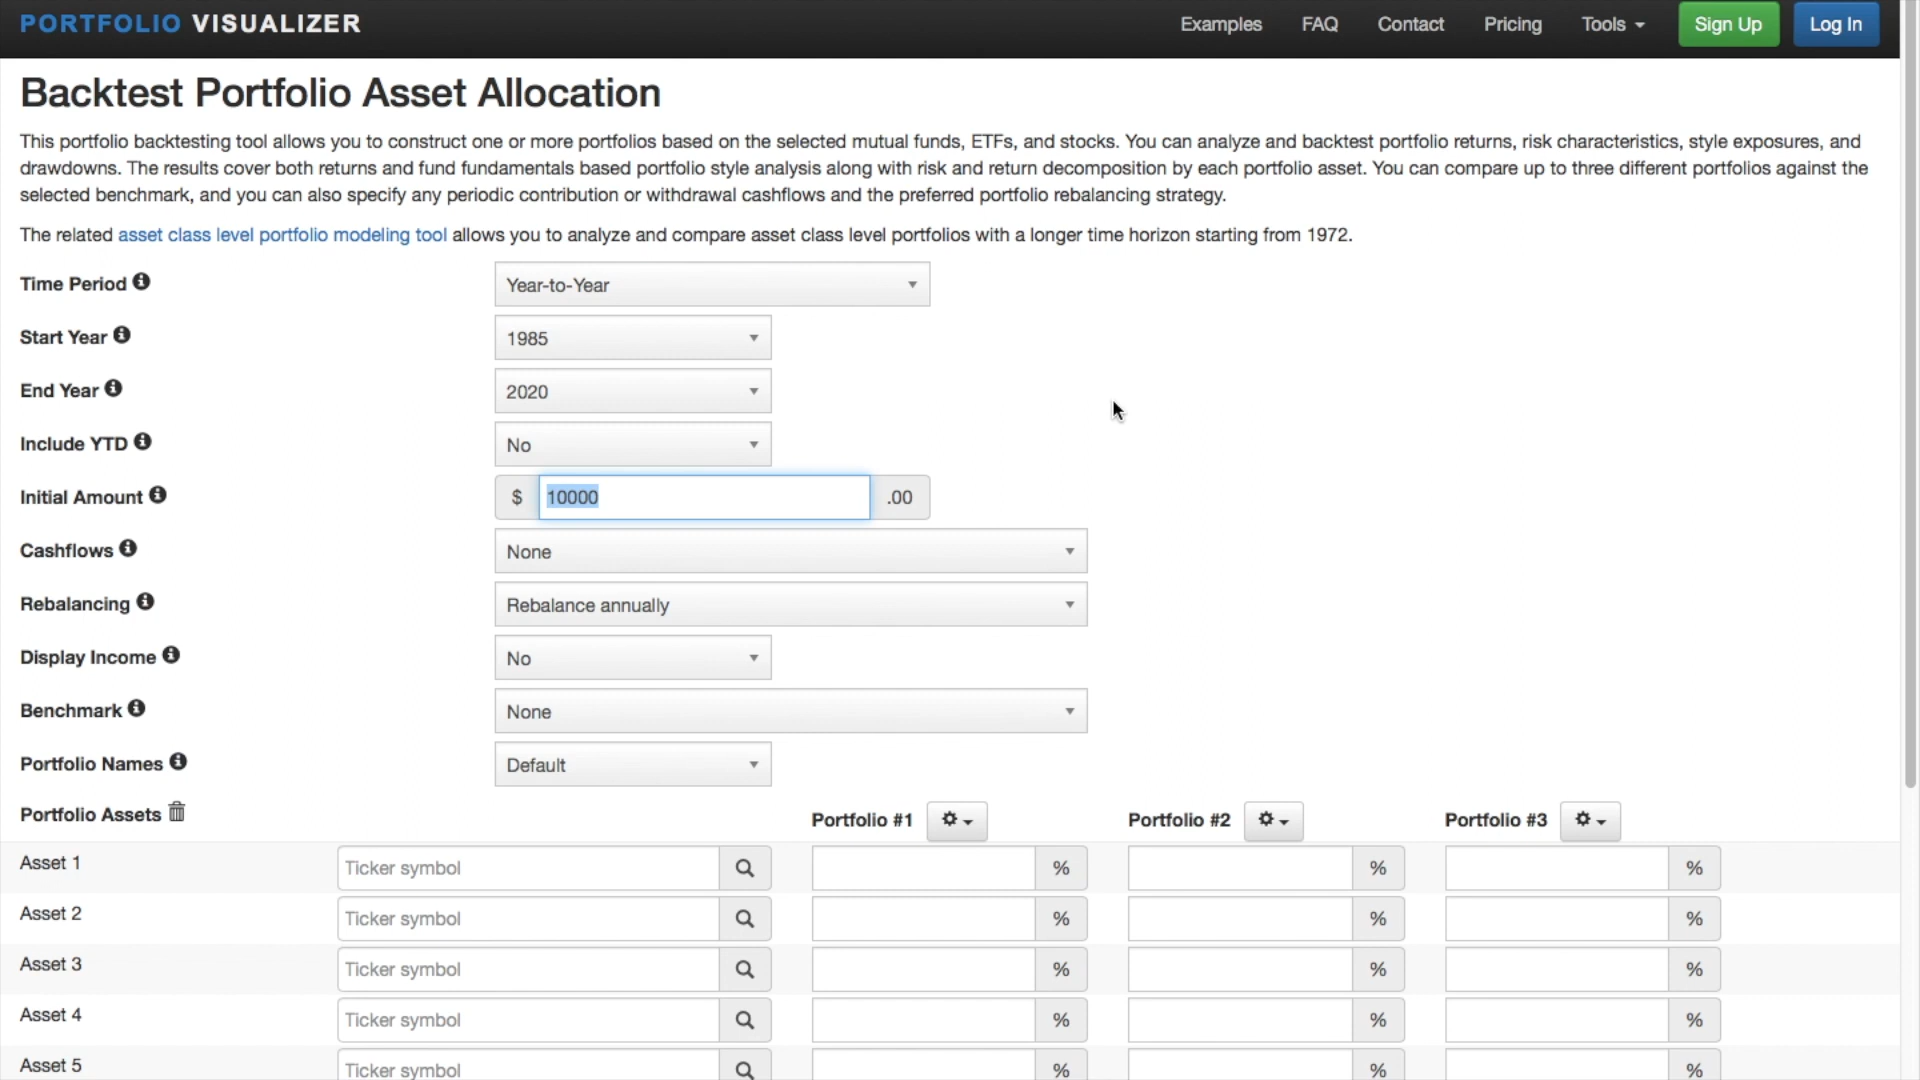 PORTFOLIO VISUALIZER Examples FAQ Contact Pricing Tools Sign Up Log In
Backtest Portfolio Asset Allocation
This portfolio backtesting tool allows you to construct one or more portfolios based on the selected mutual funds, ETFs, and stocks. You can analyze and backtest portfolio returns, risk characteristics, style exposures, and
drawdowns. The results cover both returns and fund fundamentals based portfolio style analysis along with risk and return decomposition by each portfolio asset. You can compare up to three different portfolios against the
selected benchmark, and you can also specify any periodic contribution or withdrawal cashflows and the preferred portfolio rebalancing strategy.
The related asset class level portfolio modeling tool allows you to analyze and compare asset class level portfolios with a longer time horizon starting from 1972.
Time Period Year-to-Year
Start Year 1985
End Year 2020
Include YTD No
Initial Amount $ 10000 .00
Cashflows None
Rebalancing Rebalance annually
Display Income No
Benchmark None
Portfolio Names Default
Portfolio Assets Portfolio #1 Portfolio #2 Portfolio #3
Asset 1 Ticker symbol % % %
Asset 2 Ticker symbol % % %
Asset 3 Ticker symbol % % %
Asset 4 Ticker symbol % % %
Asset 5 Ticker symbol % % %